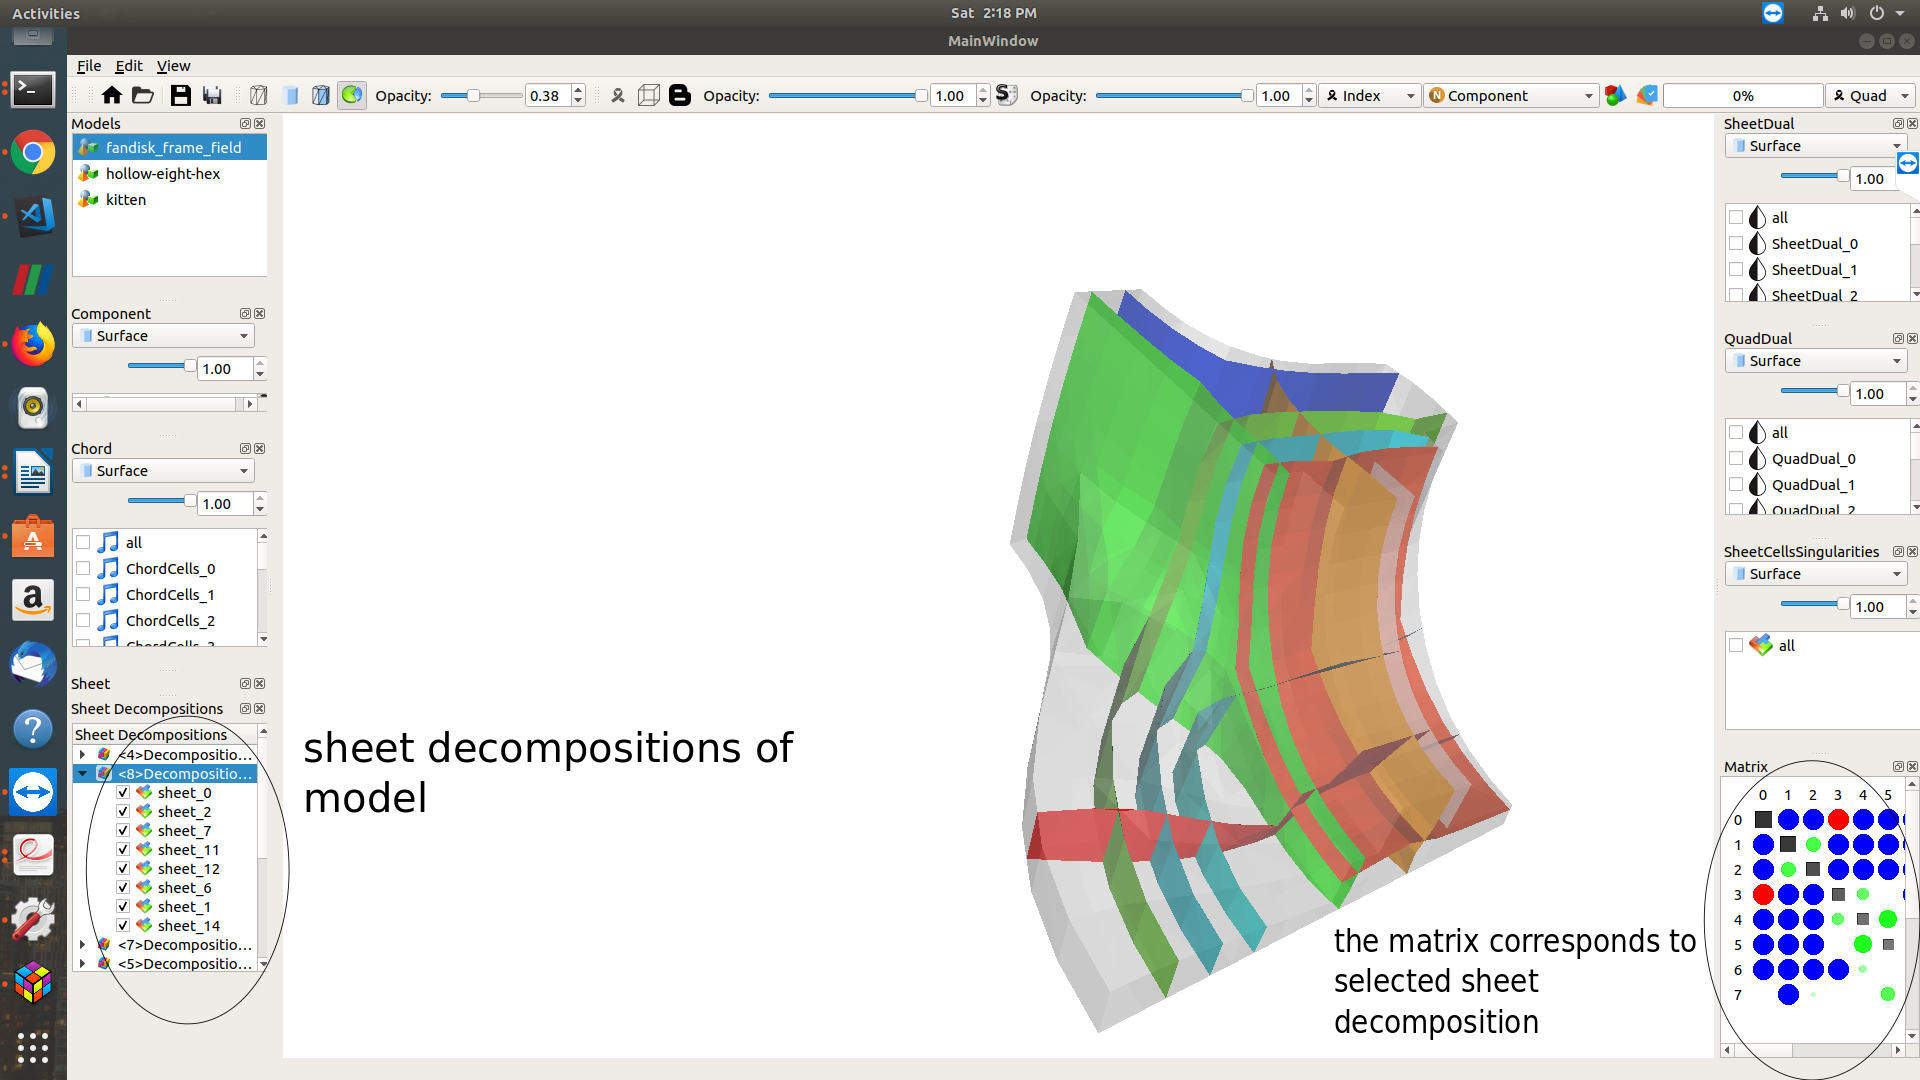 Activities
Sat 2:18 PM
MainWindow
File Edit View
Opacity: 0.38 Opacity: 1.00 Opacity: 1.00 Index Component 0% Quad
Models
fandisk_frame_field
hollow-eight-hex
kitten
Component
Surface
1.00
Chord
Surface
1.00
all
ChordCells_0
ChordCells_1
ChordCells_2
Sheet
Sheet Decompositions
Sheet Decompositions
<4>Decompositio...
<8>Decompositio...
sheet_0
sheet_2
sheet_7
sheet_11
sheet_12
sheet_6
sheet_1
sheet_14
<7>Decompositio...
<5>Decompositio...
sheet decompositions of
model
the matrix corresponds to
selected sheet
decomposition
SheetDual
Surface
1.00
all
SheetDual_0
SheetDual_1
SheetDual_2
QuadDual
Surface
1.00
all
QuadDual_0
QuadDual_1
QuadDual_2
SheetCellsSingularities
Surface
1.00
all
Matrix
0 1 2 3 4 5
0
1
2
3
4
5
6
7